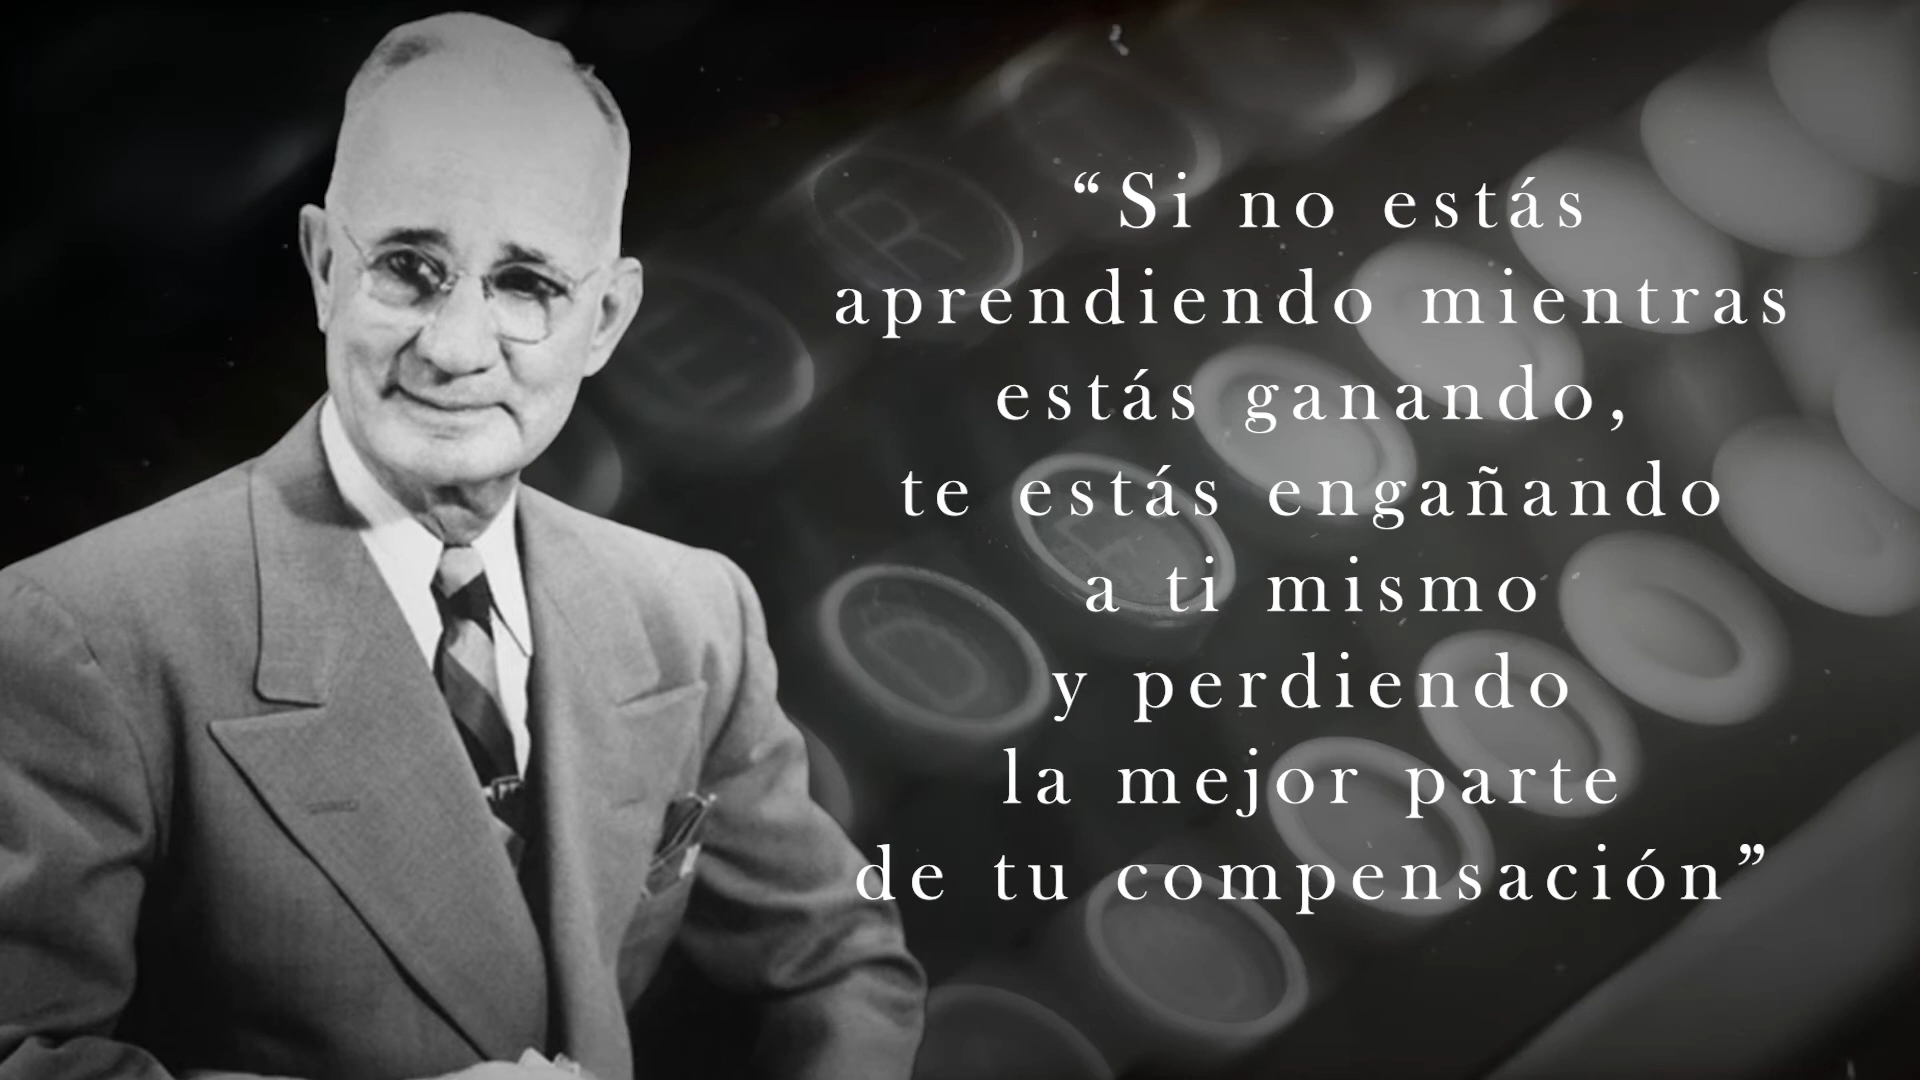 “Si no estás
aprendiendo mientras
estás ganando,
te estás engañando
a ti mismo
y perdiendo
la mejor parte
de tu compensación”